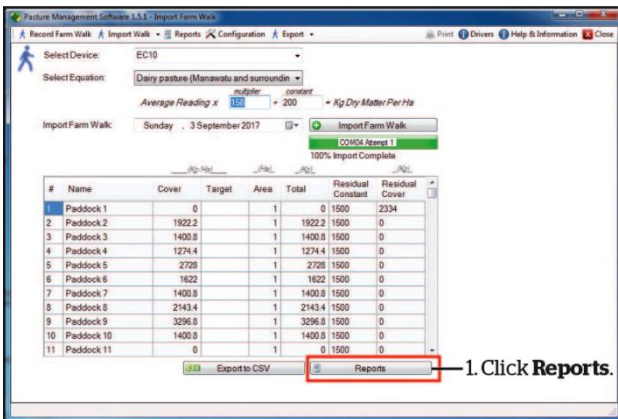 Pasture Management Software 1.5.1 - Import Farm Walk
Record Farm Walk Import Walk Reports Configuration Export Print Drivers Help & Information Close
Select Device: EC10
Select Equation: Dairy pasture (Manawatu and surroundin
multiplier constant
Average Reading x 158 + 200 = Kg Dry Matter Per Ha
Import Farm Walk: Sunday , 3 September 2017 Import Farm Walk
COM04 Attempt 1
100% Import Complete
(Kg/Ha) (Ha) (Kg) (Kg)
# Name Cover Target Area Total Residual Constant Residual Cover
1 Paddock 1 0 1 0 1500 2334
2 Paddock 2 1922.2 1 1922.2 1500 0
3 Paddock 3 1400.8 1 1400.8 1500 0
4 Paddock 4 1274.4 1 1274.4 1500 0
5 Paddock 5 2728 1 2728 1500 0
6 Paddock 6 1622 1 1622 1500 0
7 Paddock 7 1400.8 1 1400.8 1500 0
8 Paddock 8 2143.4 1 2143.4 1500 0
9 Paddock 9 3296.8 1 3296.8 1500 0
10 Paddock 10 1400.8 1 1400.8 1500 0
11 Paddock 11 0 1 0 1500 0
Export to CSV Reports 1. Click Reports.